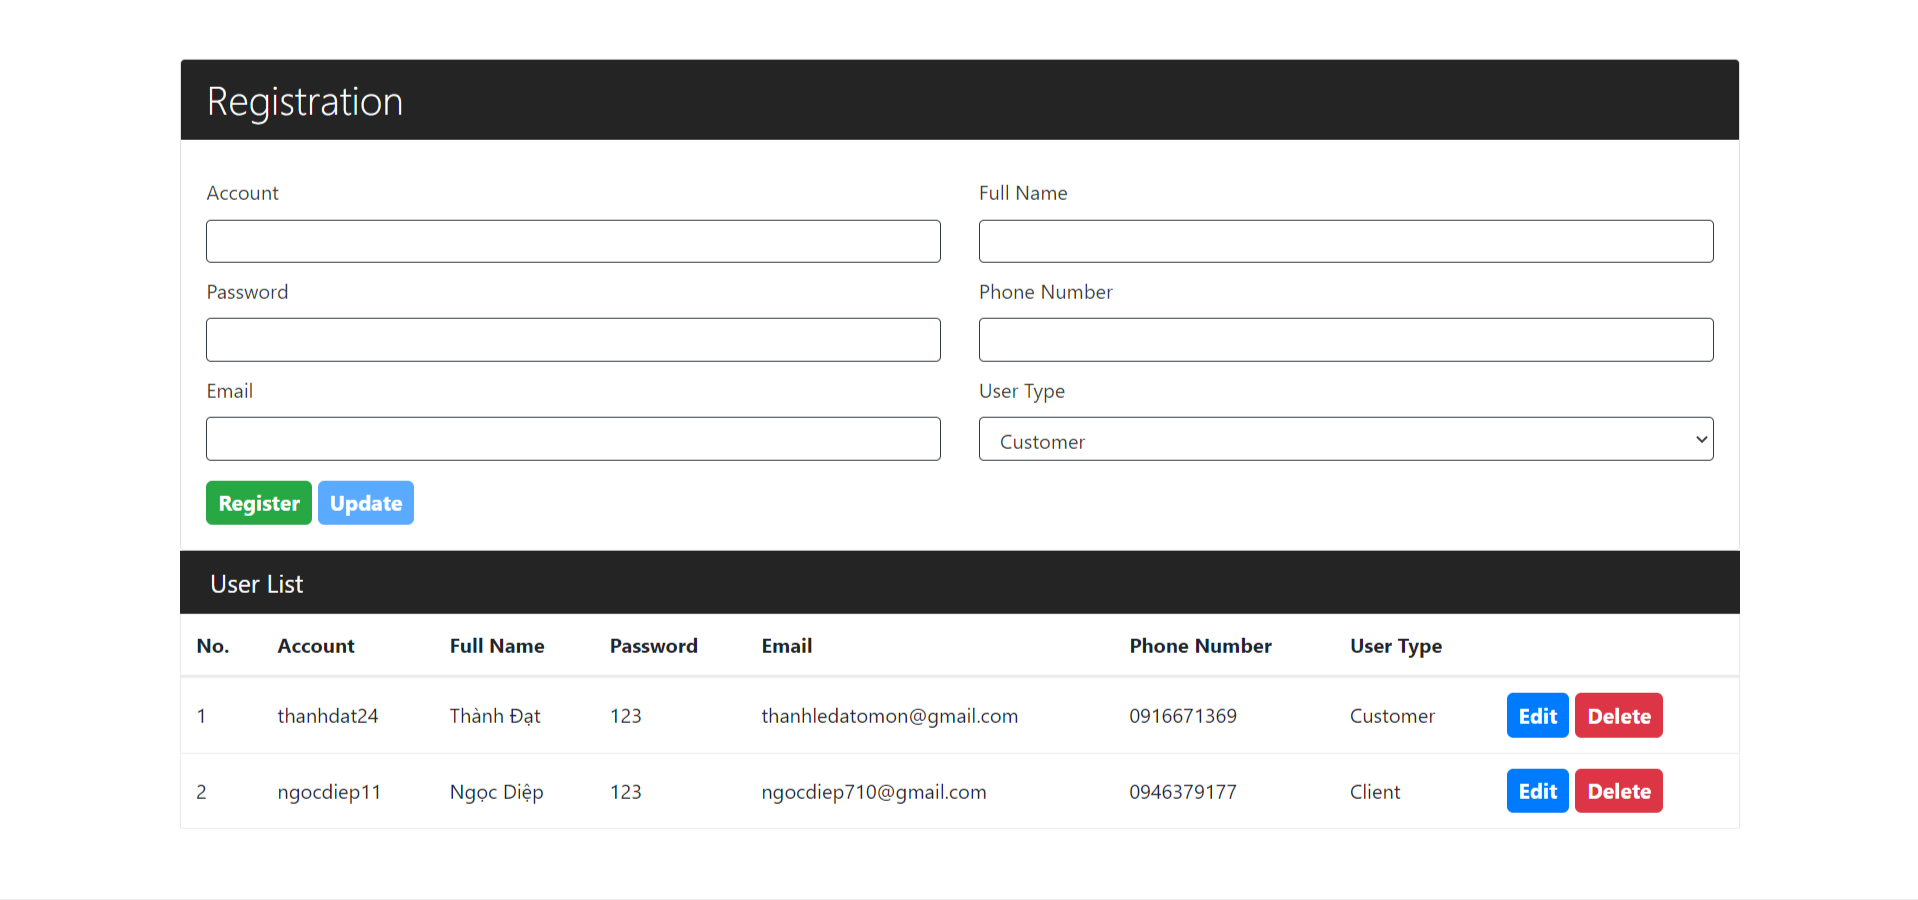 Registration
Account Full Name
Password Phone Number
Email User Type
Customer
Register Update
User List
No. Account Full Name Password Email Phone Number User Type
1 thanhdat24 Thành Đạt 123 thanhledatomon@gmail.com 0916671369 Customer Edit Delete
2 ngocdiep11 Ngọc Diệp 123 ngocdiep710@gmail.com 0946379177 Client Edit Delete